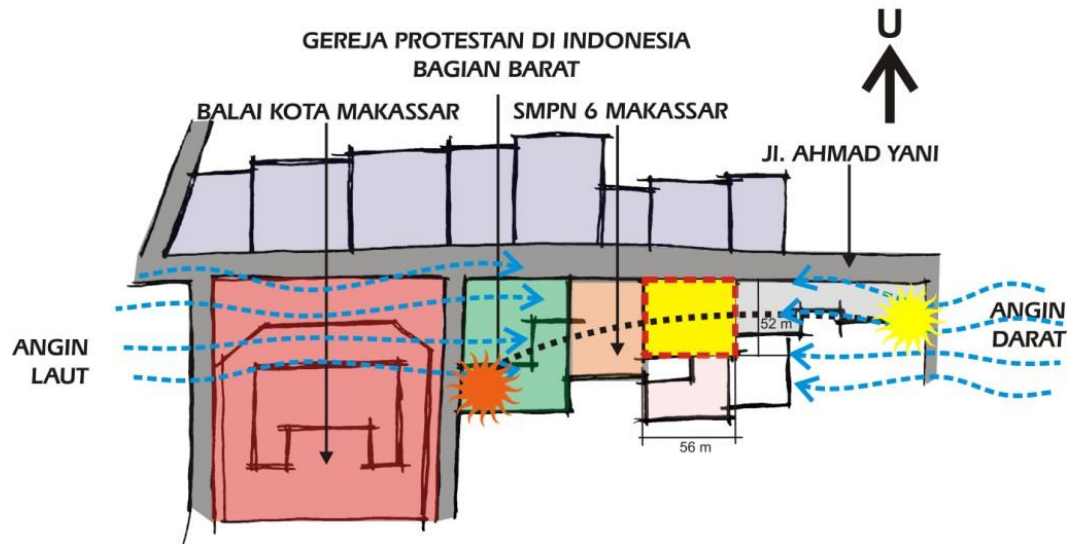 U
GEREJA PROTESTAN DI INDONESIA
BAGIAN BARAT
BALAI KOTA MAKASSAR
SMPN 6 MAKASSAR
Jl. AHMAD YANI
ANGIN
LAUT
52 m
ANGIN
DARAT
56 m